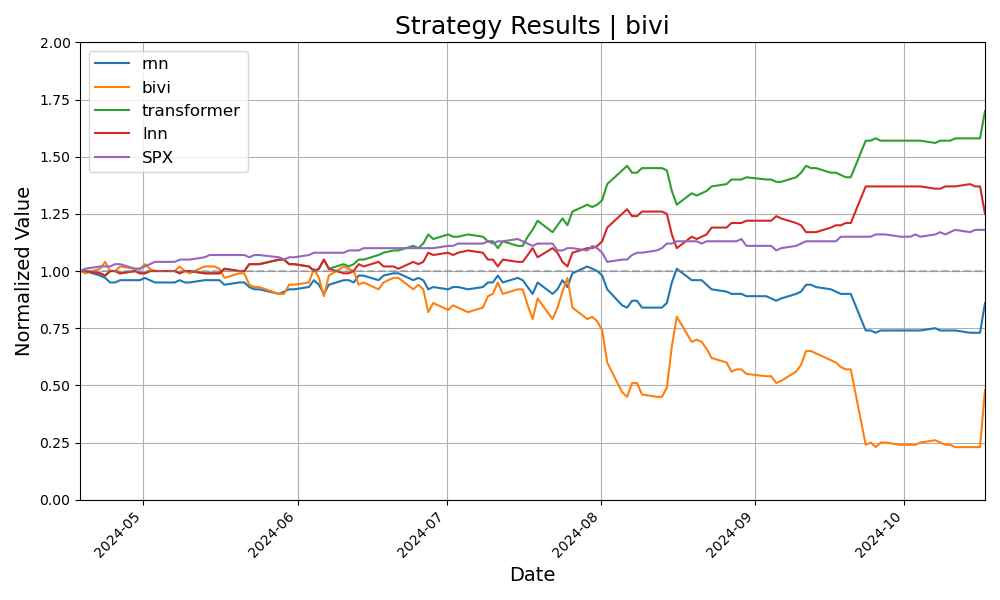 Strategy Results | bivi
Normalized Value
2.00
1.75
1.50
1.25
1.00
0.75
0.50
0.25
0.00
rnn
bivi
transformer
lnn
SPX
2024-05
2024-06
2024-07
2024-08
2024-09
2024-10
Date